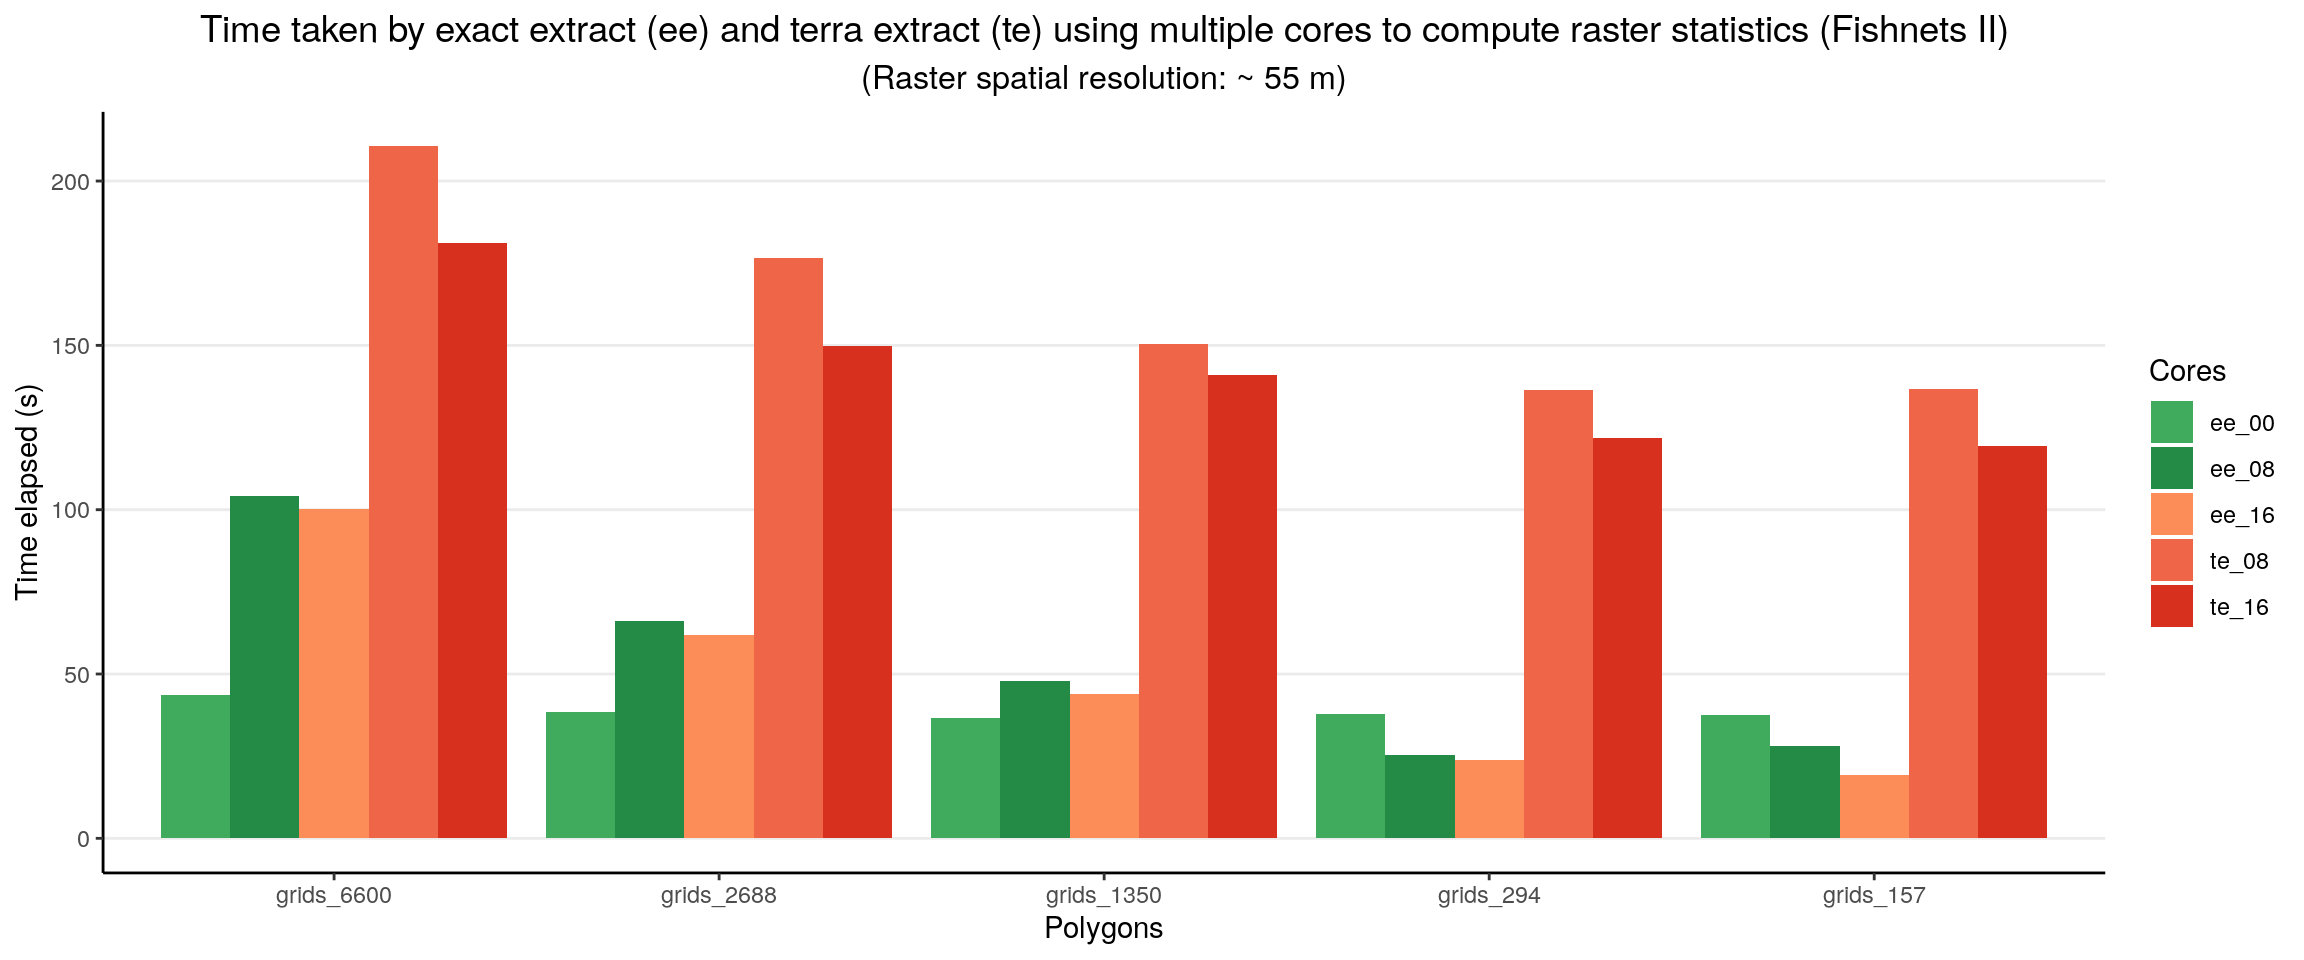 Time taken by exact extract (ee) and terra extract (te) using multiple cores to compute raster statistics (Fishnets II)
(Raster spatial resolution: ~ 55 m)
Time elapsed (s)
200
150
100
50
0
grids_6600
grids_2688
grids_1350
grids_294
grids_157
Polygons
Cores
ee_00
ee_08
ee_16
te_08
te_16